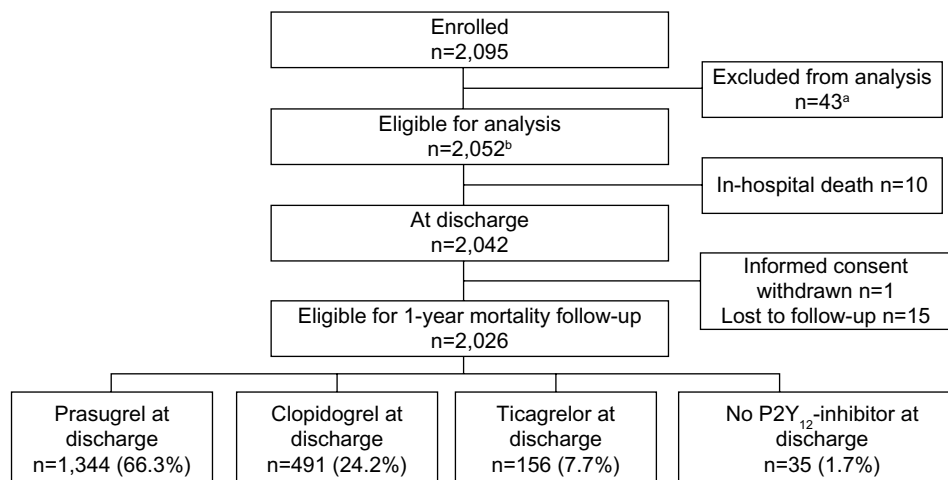 Enrolled
n=2,095
Excluded from analysis
n=43ᵃ
Eligible for analysis
n=2,052ᵇ
In-hospital death n=10
At discharge
n=2,042
Informed consent
withdrawn n=1
Lost to follow-up n=15
Eligible for 1-year mortality follow-up
n=2,026
Prasugrel at
discharge
n=1,344 (66.3%)
Clopidogrel at
discharge
n=491 (24.2%)
Ticagrelor at
discharge
n=156 (7.7%)
No P2Y₁₂-inhibitor at
discharge
n=35 (1.7%)